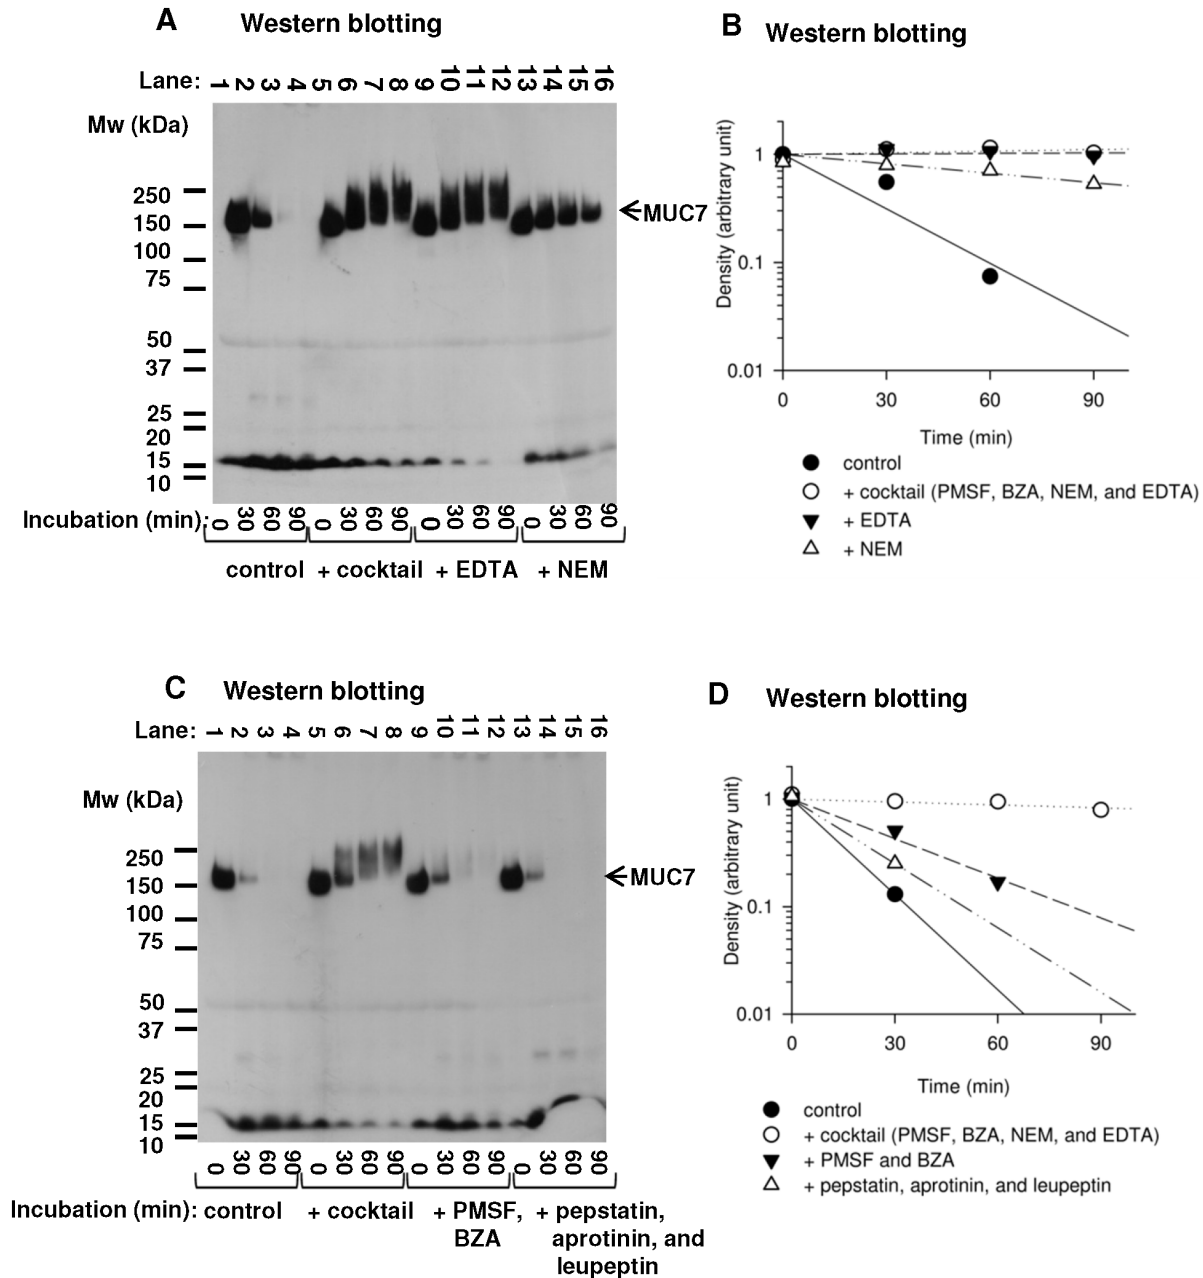 A Western blotting
Lane: 1 2 3 4 5 6 7 8 9 10 11 12 13 14 15 16
Mw (kDa)
250
150
100
75
50
37
25
20
15
10
MUC7
Incubation (min): 0 30 60 90 0 30 60 90 0 30 60 90 0 30 60 90
control + cocktail + EDTA + NEM
B Western blotting
Density (arbitrary unit)
1
0.1
0.01
0 30 60 90
Time (min)
control
+ cocktail (PMSF, BZA, NEM, and EDTA)
+ EDTA
+ NEM
C Western blotting
Lane: 1 2 3 4 5 6 7 8 9 10 11 12 13 14 15 16
Mw (kDa)
250
150
100
75
50
37
25
20
15
10
MUC7
0 30 60 90 0 30 60 90 0 30 60 90 0 30 60 90
Incubation (min): control + cocktail + PMSF, + pepstatin,
BZA aprotinin, and
leupeptin
D Western blotting
Density (arbitrary unit)
1
0.1
0.01
0 30 60 90
Time (min)
control
+ cocktail (PMSF, BZA, NEM, and EDTA)
+ PMSF and BZA
+ pepstatin, aprotinin, and leupeptin